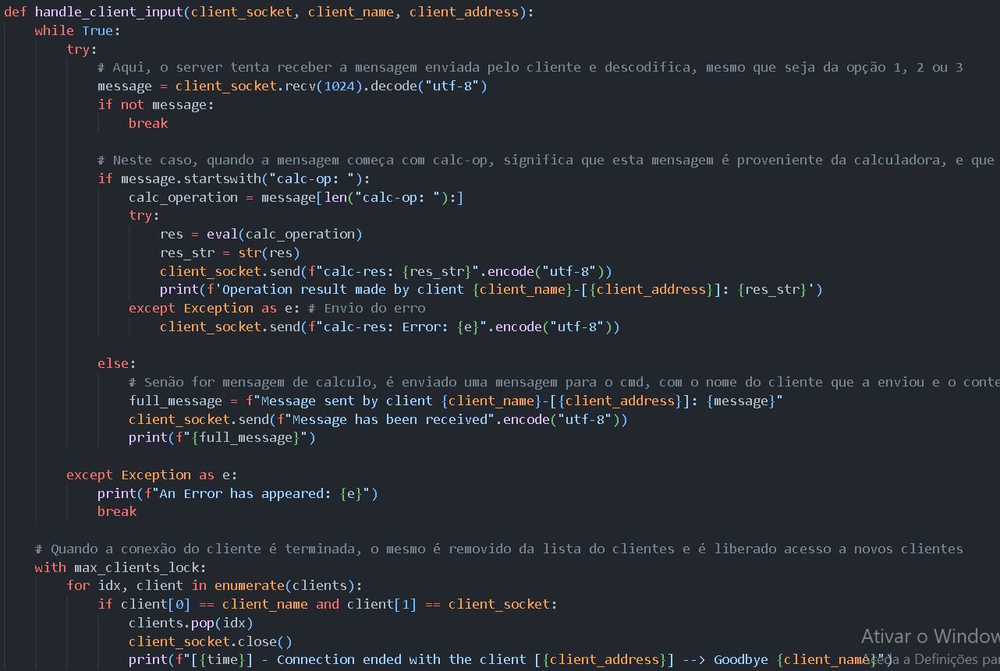 def handle_client_input(client_socket, client_name, client_address):
    while True:
        try:
            # Aqui, o server tenta receber a mensagem enviada pelo cliente e descodifica, mesmo que seja da opção 1, 2 ou 3
            message = client_socket.recv(1024).decode("utf-8")
            if not message:
                break
            # Neste caso, quando a mensagem começa com calc-op, significa que esta mensagem é proveniente da calculadora, e que
            if message.startswith("calc-op: "):
                calc_operation = message[len("calc-op: "):]
                try:
                    res = eval(calc_operation)
                    res_str = str(res)
                    client_socket.send(f"calc-res: {res_str}".encode("utf-8"))
                    print(f'Operation result made by client {client_name}-[{client_address}]: {res_str}')
                except Exception as e: # Envio do erro
                    client_socket.send(f"calc-res: Error: {e}".encode("utf-8"))
            else:
                # Senão for mensagem de calculo, é enviado uma mensagem para o cmd, com o nome do cliente que a enviou e o conte
                full_message = f"Message sent by client {client_name}-[{client_address}]: {message}"
                client_socket.send(f"Message has been received".encode("utf-8"))
                print(f"{full_message}")
        except Exception as e:
            print(f"An Error has appeared: {e}")
            break
    # Quando a conexão do cliente é terminada, o mesmo é removido da lista do clientes e é liberado acesso a novos clientes
    with max_clients_lock:
        for idx, client in enumerate(clients):
            if client[0] == client_name and client[1] == client_socket:
                clients.pop(idx)
                client_socket.close()
                print(f"[{time}] - Connection ended with the client [{client_address}] --> Goodbye {client_name}")
Ativar o Window
Aceda a Definições pa